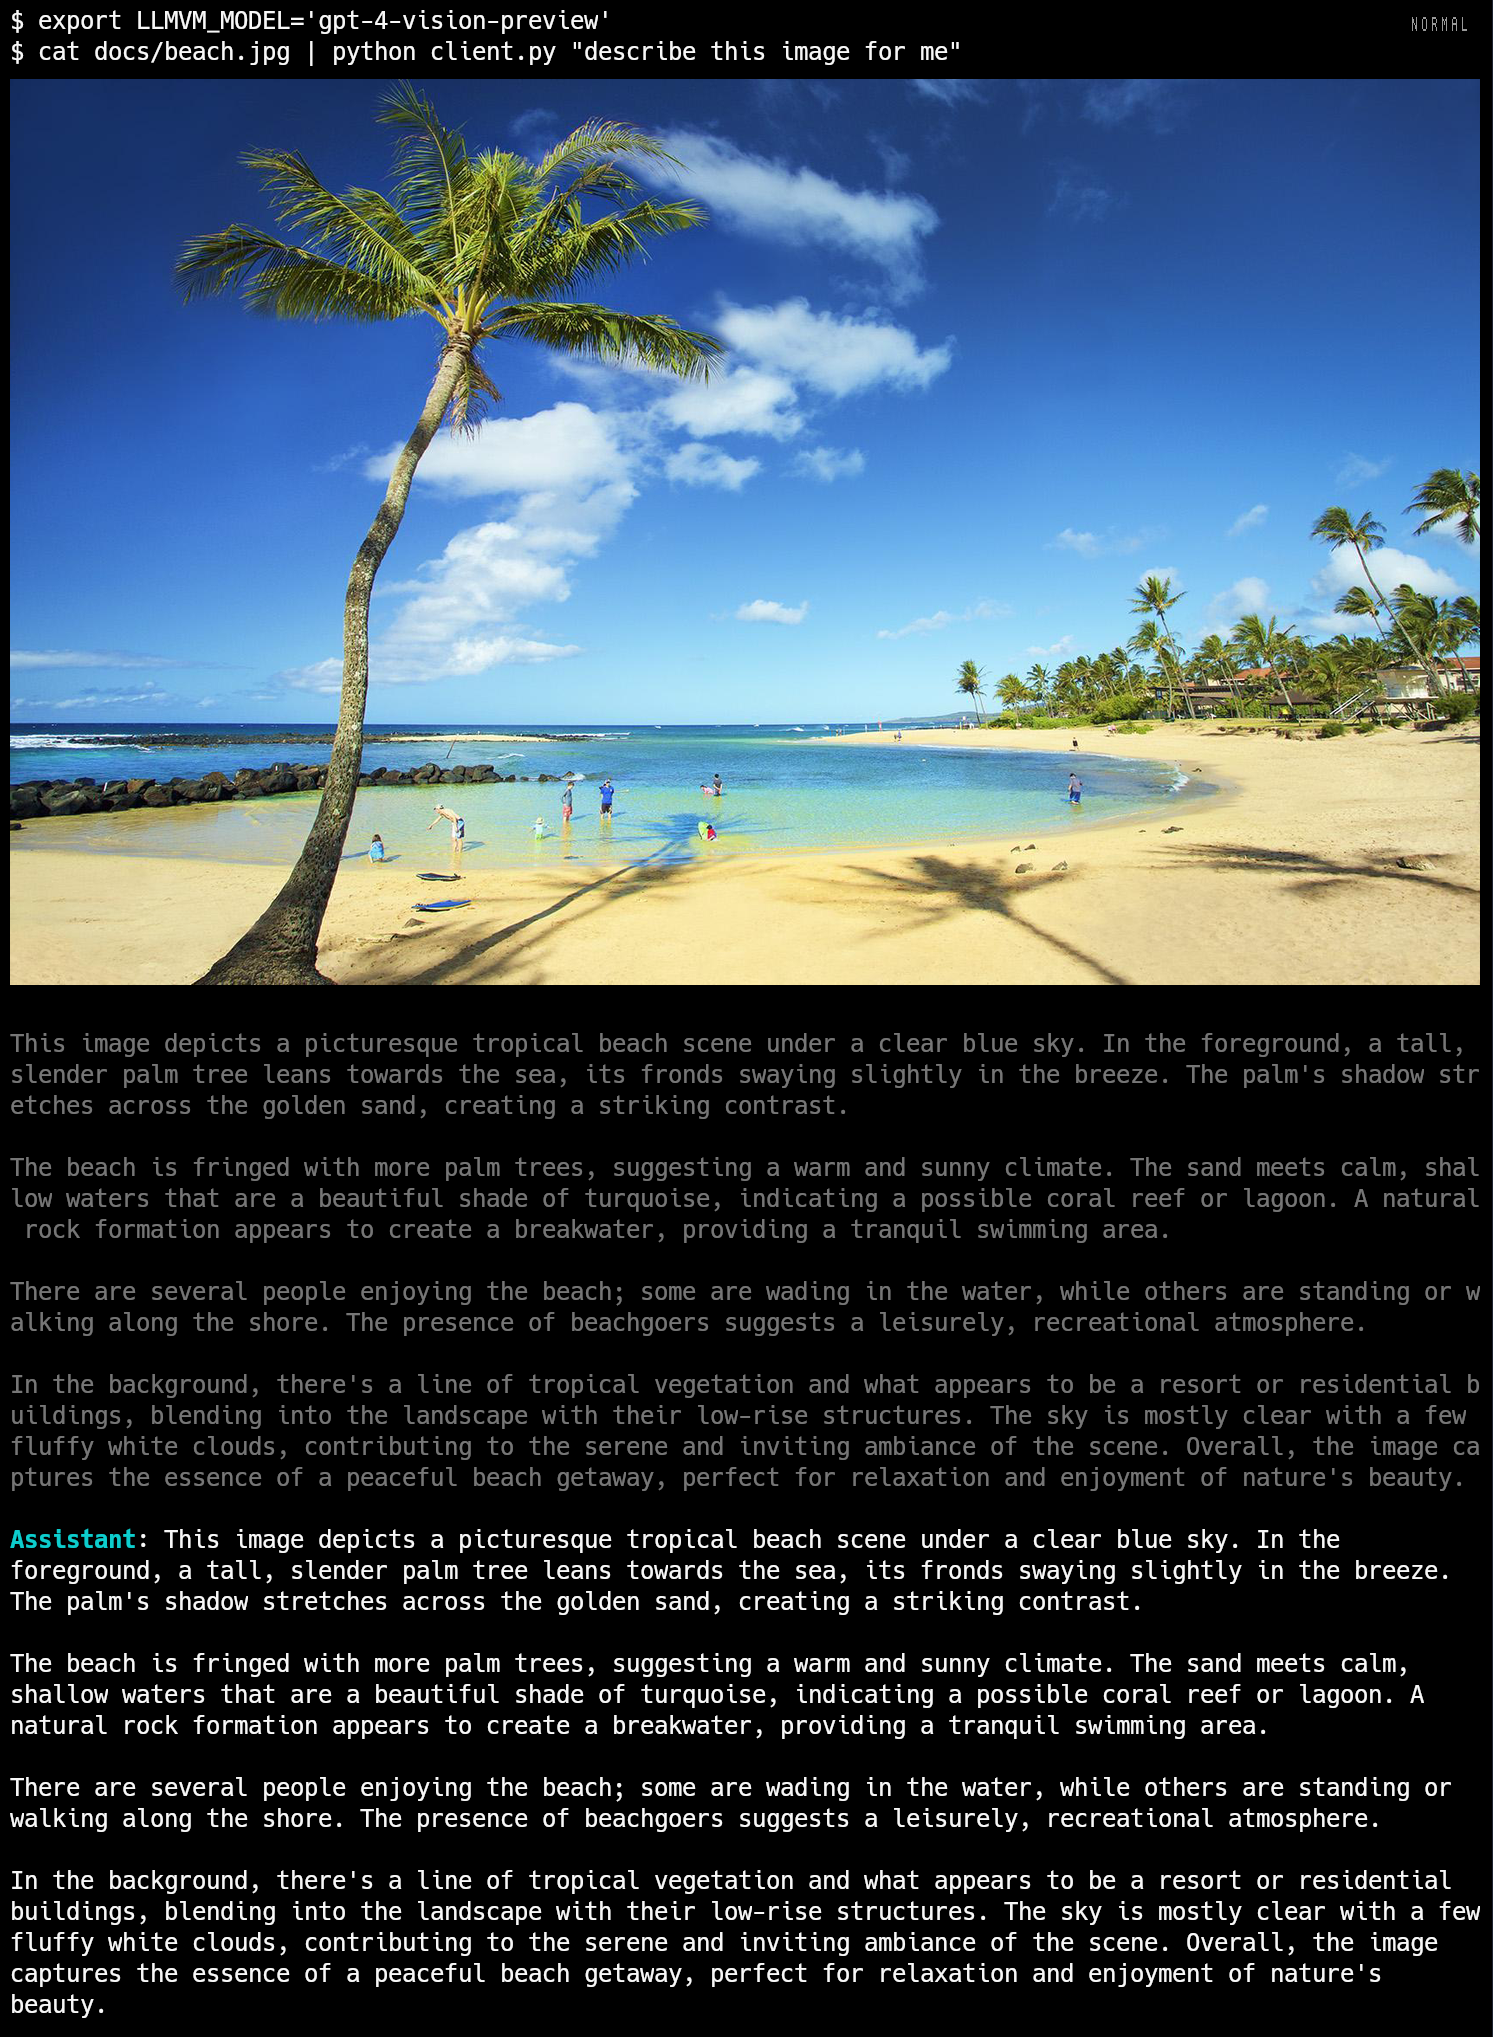 $ export LLMVM_MODEL='gpt-4-vision-preview'
NORMAL
$ cat docs/beach.jpg | python client.py "describe this image for me"
This image depicts a picturesque tropical beach scene under a clear blue sky. In the foreground, a tall,
slender palm tree leans towards the sea, its fronds swaying slightly in the breeze. The palm's shadow str
etches across the golden sand, creating a striking contrast.
The beach is fringed with more palm trees, suggesting a warm and sunny climate. The sand meets calm, shal
low waters that are a beautiful shade of turquoise, indicating a possible coral reef or lagoon. A natural
 rock formation appears to create a breakwater, providing a tranquil swimming area.
There are several people enjoying the beach; some are wading in the water, while others are standing or w
alking along the shore. The presence of beachgoers suggests a leisurely, recreational atmosphere.
In the background, there's a line of tropical vegetation and what appears to be a resort or residential b
uildings, blending into the landscape with their low-rise structures. The sky is mostly clear with a few
fluffy white clouds, contributing to the serene and inviting ambiance of the scene. Overall, the image ca
ptures the essence of a peaceful beach getaway, perfect for relaxation and enjoyment of nature's beauty.
Assistant: This image depicts a picturesque tropical beach scene under a clear blue sky. In the
foreground, a tall, slender palm tree leans towards the sea, its fronds swaying slightly in the breeze.
The palm's shadow stretches across the golden sand, creating a striking contrast.
The beach is fringed with more palm trees, suggesting a warm and sunny climate. The sand meets calm,
shallow waters that are a beautiful shade of turquoise, indicating a possible coral reef or lagoon. A
natural rock formation appears to create a breakwater, providing a tranquil swimming area.
There are several people enjoying the beach; some are wading in the water, while others are standing or
walking along the shore. The presence of beachgoers suggests a leisurely, recreational atmosphere.
In the background, there's a line of tropical vegetation and what appears to be a resort or residential
buildings, blending into the landscape with their low-rise structures. The sky is mostly clear with a few
fluffy white clouds, contributing to the serene and inviting ambiance of the scene. Overall, the image
captures the essence of a peaceful beach getaway, perfect for relaxation and enjoyment of nature's
beauty.